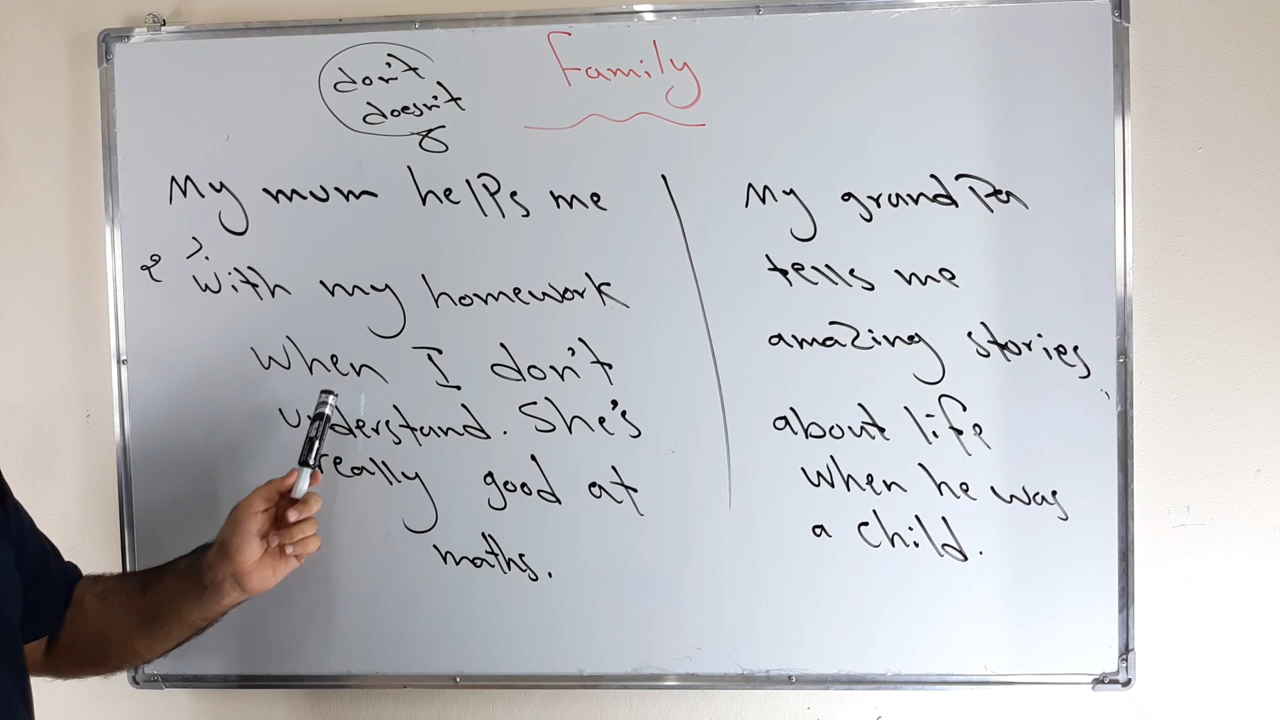 Family
don't
doesn't
My mum helps me
with my homework
when I don't
understand. She's
really good at
maths.
My grandpa
tells me
amazing stories
about life
when he was
a child.